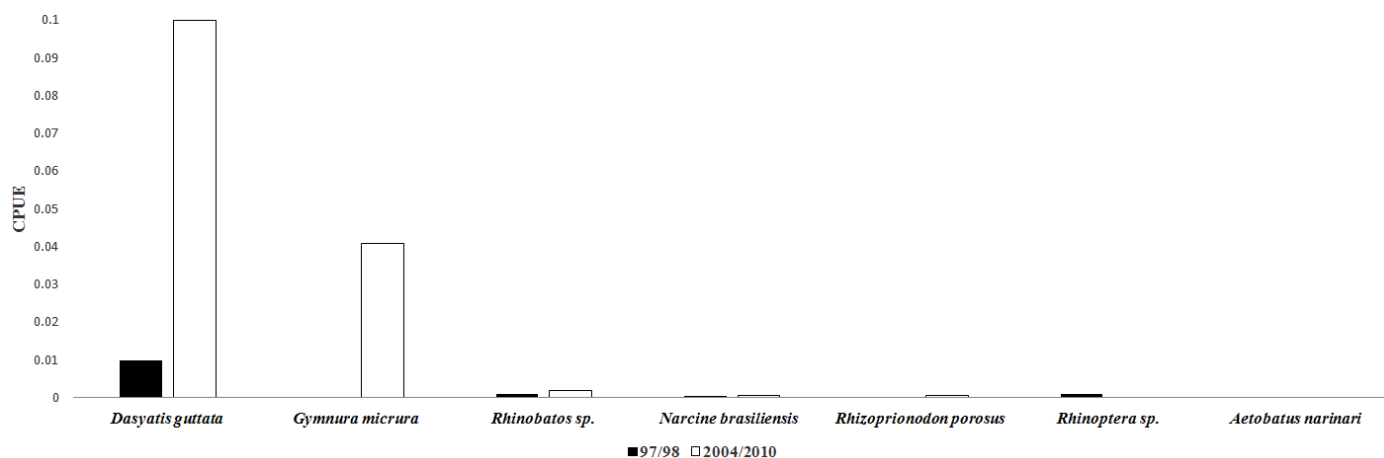 0.1
0.09
0.08
0.07
0.06
0.05
0.04
0.03
0.02
0.01
0
CPUE
Dasyatis guttata
Gymnura micrura
Rhinobatos sp.
Narcine brasiliensis
Rhizoprionodon porosus
Rhinoptera sp.
Aetobatus narinari
97/98
2004/2010